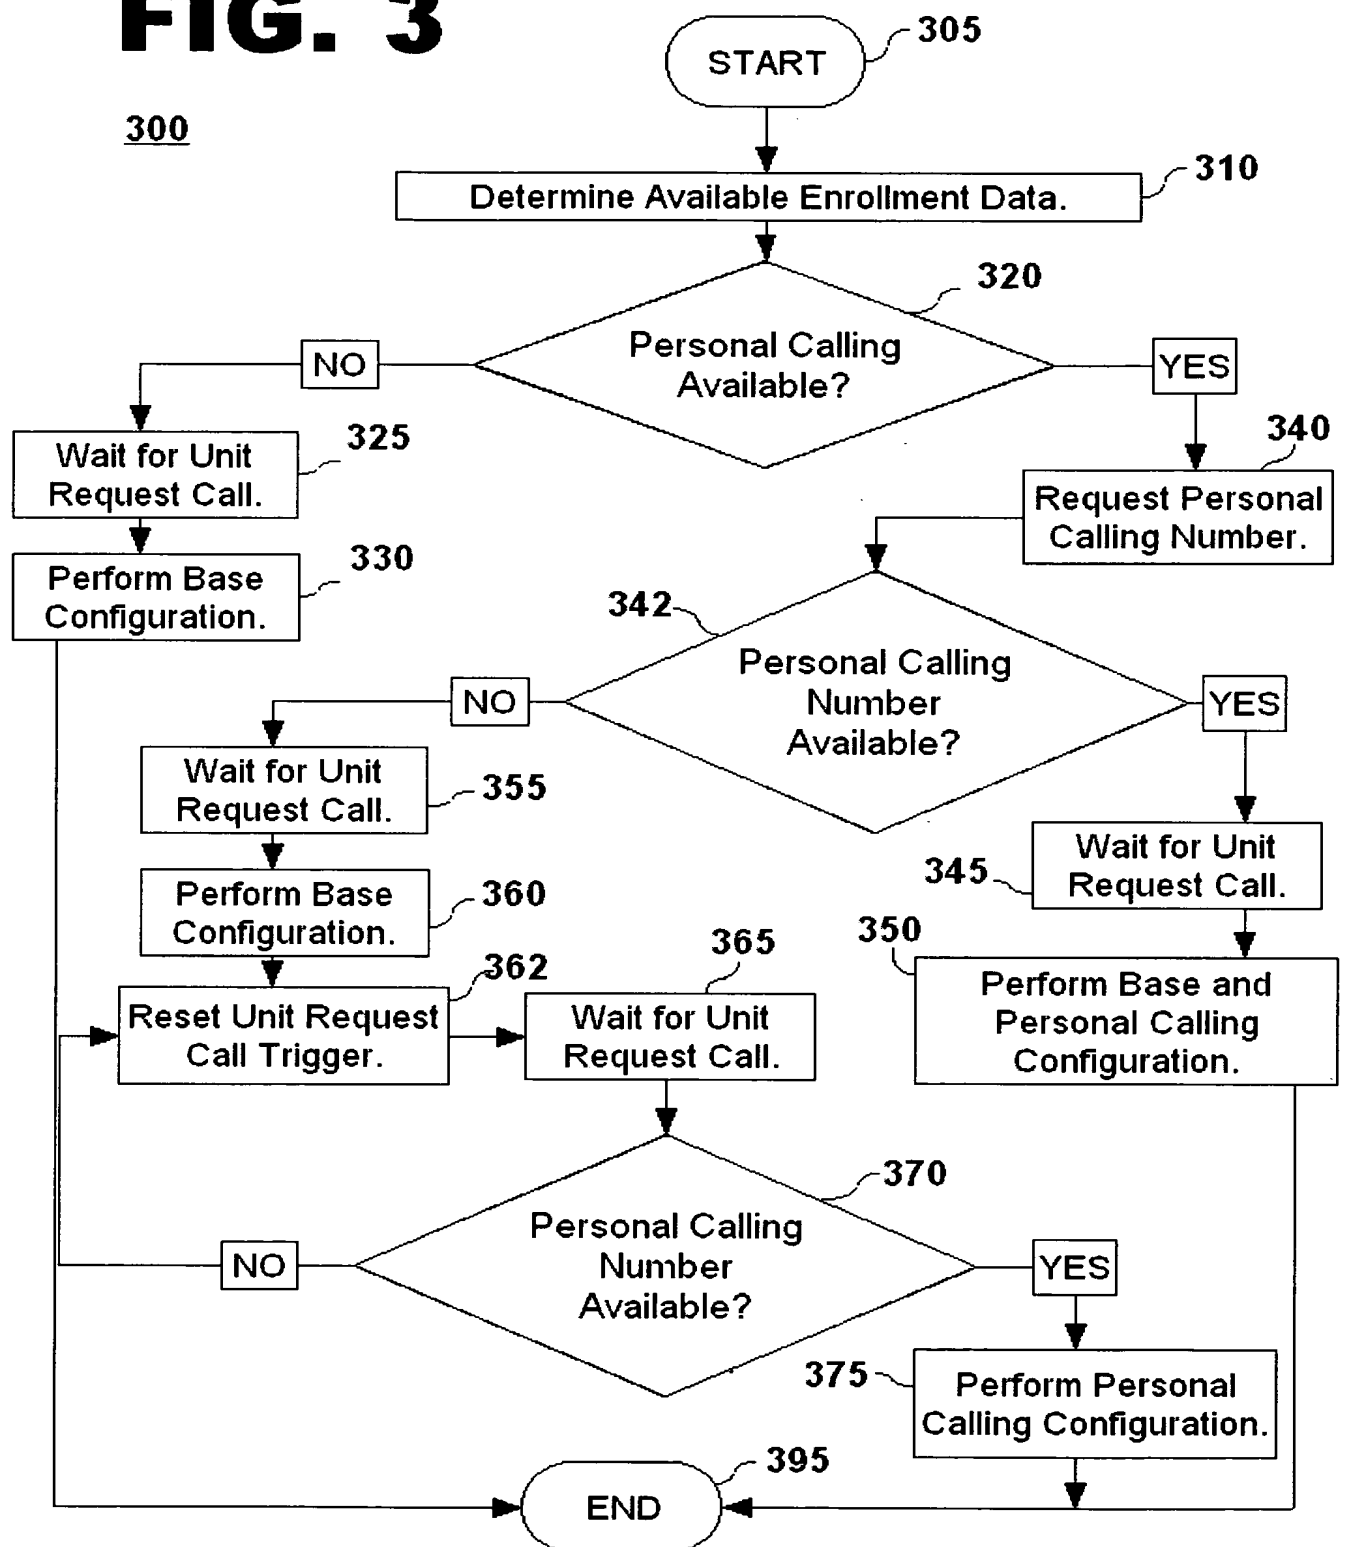 FIG. 3
300
START
305
Determine Available Enrollment Data.
310
320
Personal Calling
Available?
NO
YES
Wait for Unit
Request Call.
325
340
Request Personal
Calling Number.
Perform Base
Configuration.
330
342
Personal Calling
Number
Available?
NO
YES
Wait for Unit
Request Call.
355
345
Wait for Unit
Request Call.
Perform Base
Configuration.
360
350
Perform Base and
Personal Calling
Configuration.
362
Reset Unit Request
Call Trigger.
365
Wait for Unit
Request Call.
370
Personal Calling
Number
Available?
NO
YES
375
Perform Personal
Calling Configuration.
395
END